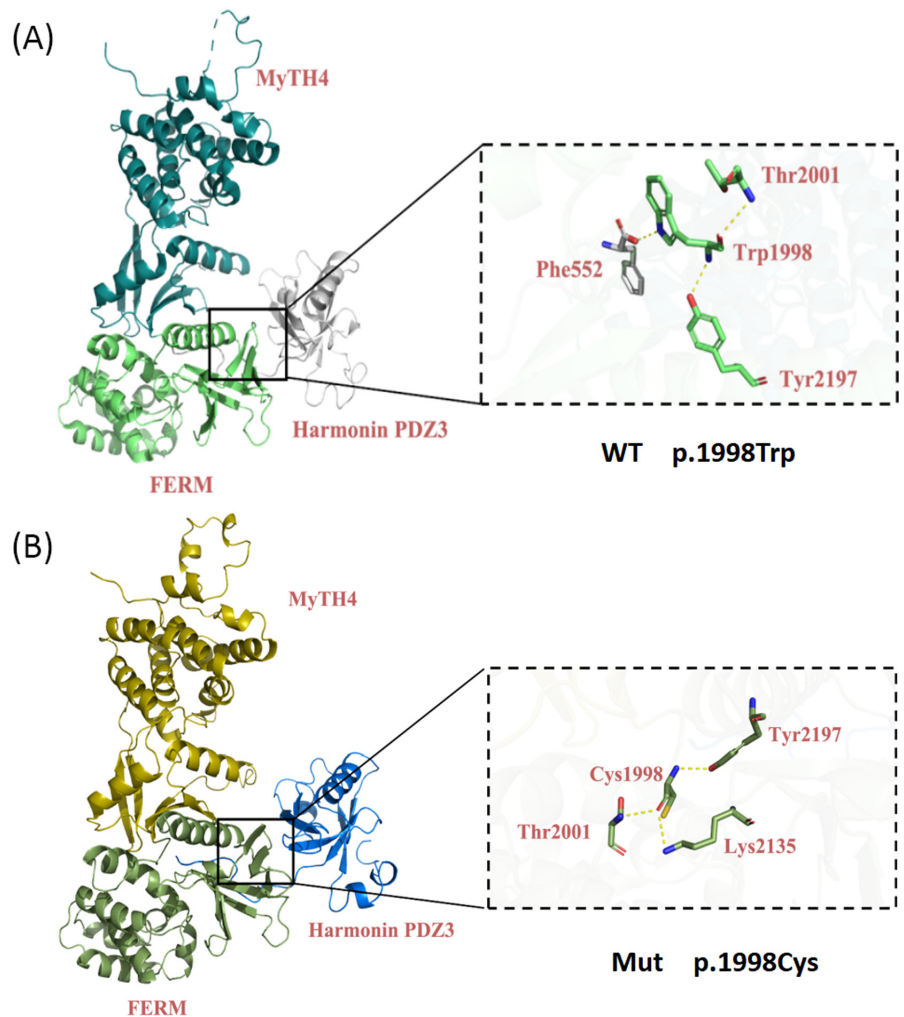 (A)
MyTH4
Thr2001
Phe552
Trp1998
Tyr2197
Harmonin PDZ3
WT p.1998Trp
FERM
(B)
MyTH4
Tyr2197
Cys1998
Thr2001
Lys2135
Harmonin PDZ3
Mut p.1998Cys
FERM